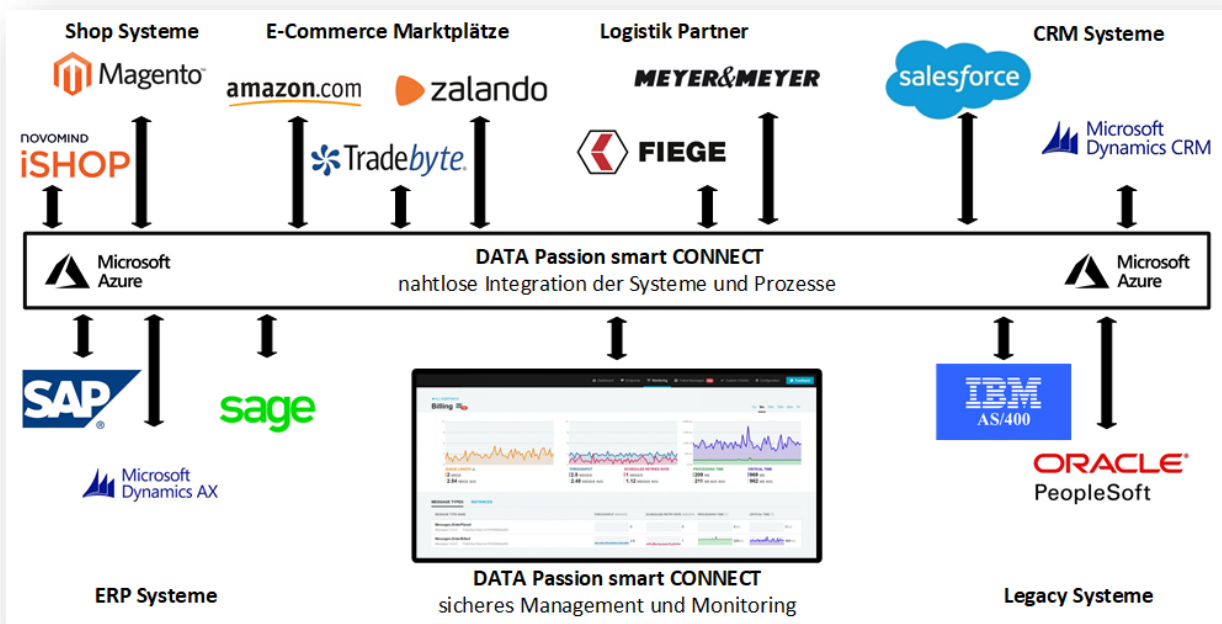 Shop Systeme
E-Commerce Marktplätze
Logistik Partner
CRM Systeme
Magento
amazon.com
zalando
MEYER&MEYER
salesforce
NOVOMIND
iSHOP
Tradebyte
FIEGE
Microsoft
Dynamics CRM
DATA Passion smart CONNECT
nahtlose Integration der Systeme und Prozesse
Microsoft
Azure
Microsoft
Azure
SAP
sage
Microsoft
Dynamics AX
Billing
MESSAGE TYPES
INSTANCES
IBM
AS/400
ORACLE
PeopleSoft
DATA Passion smart CONNECT
sicheres Management und Monitoring
ERP Systeme
Legacy Systeme